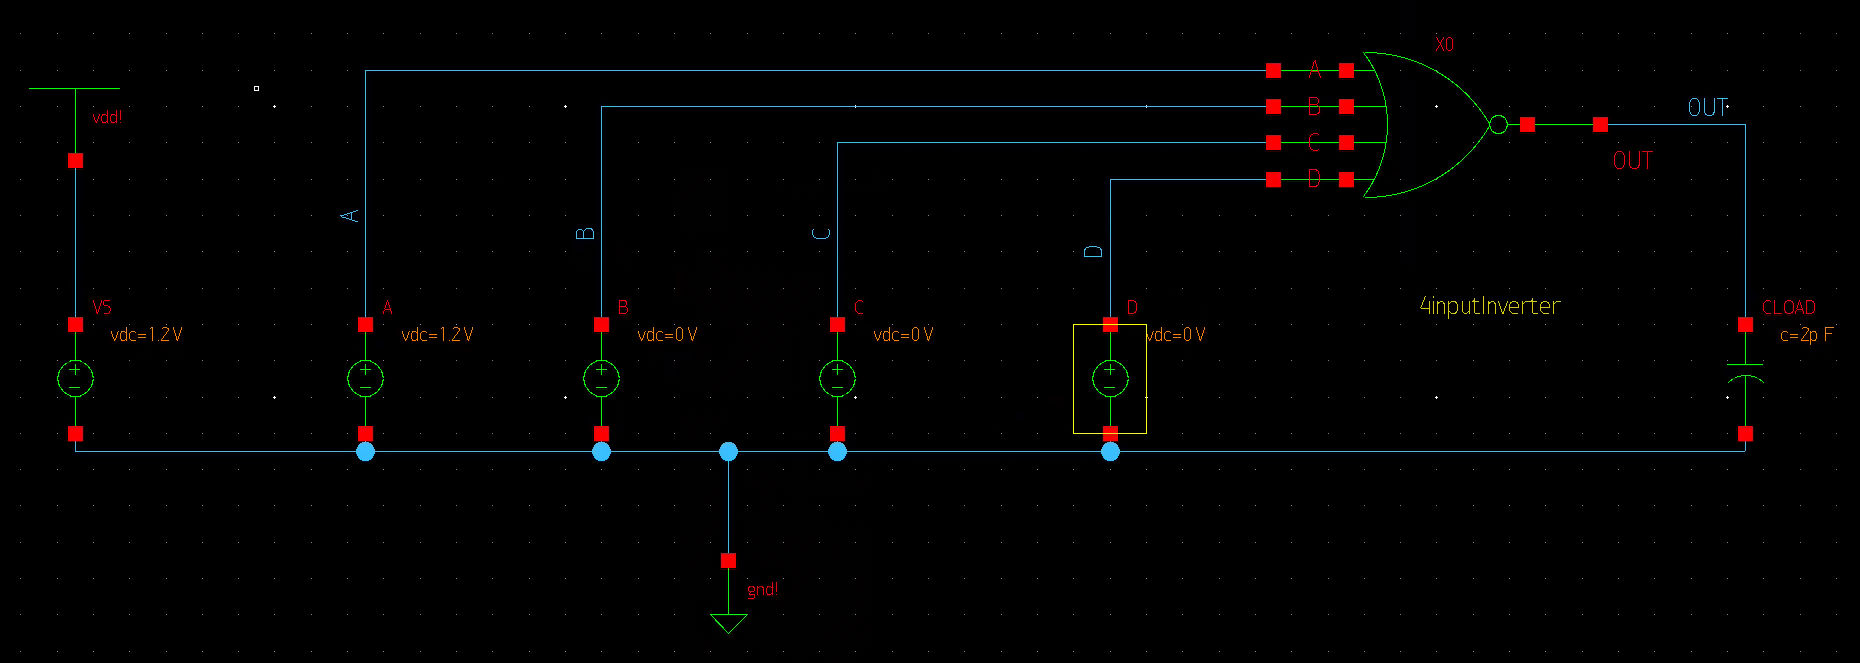 X0
vdd!
A
B
C
D
OUT
OUT
A
B
C
D
V5
vdc=1.2 V
A
vdc=1.2 V
B
vdc=0 V
C
vdc=0 V
D
vdc=0 V
4inputInverter
CLOAD
c=2p F
gnd!